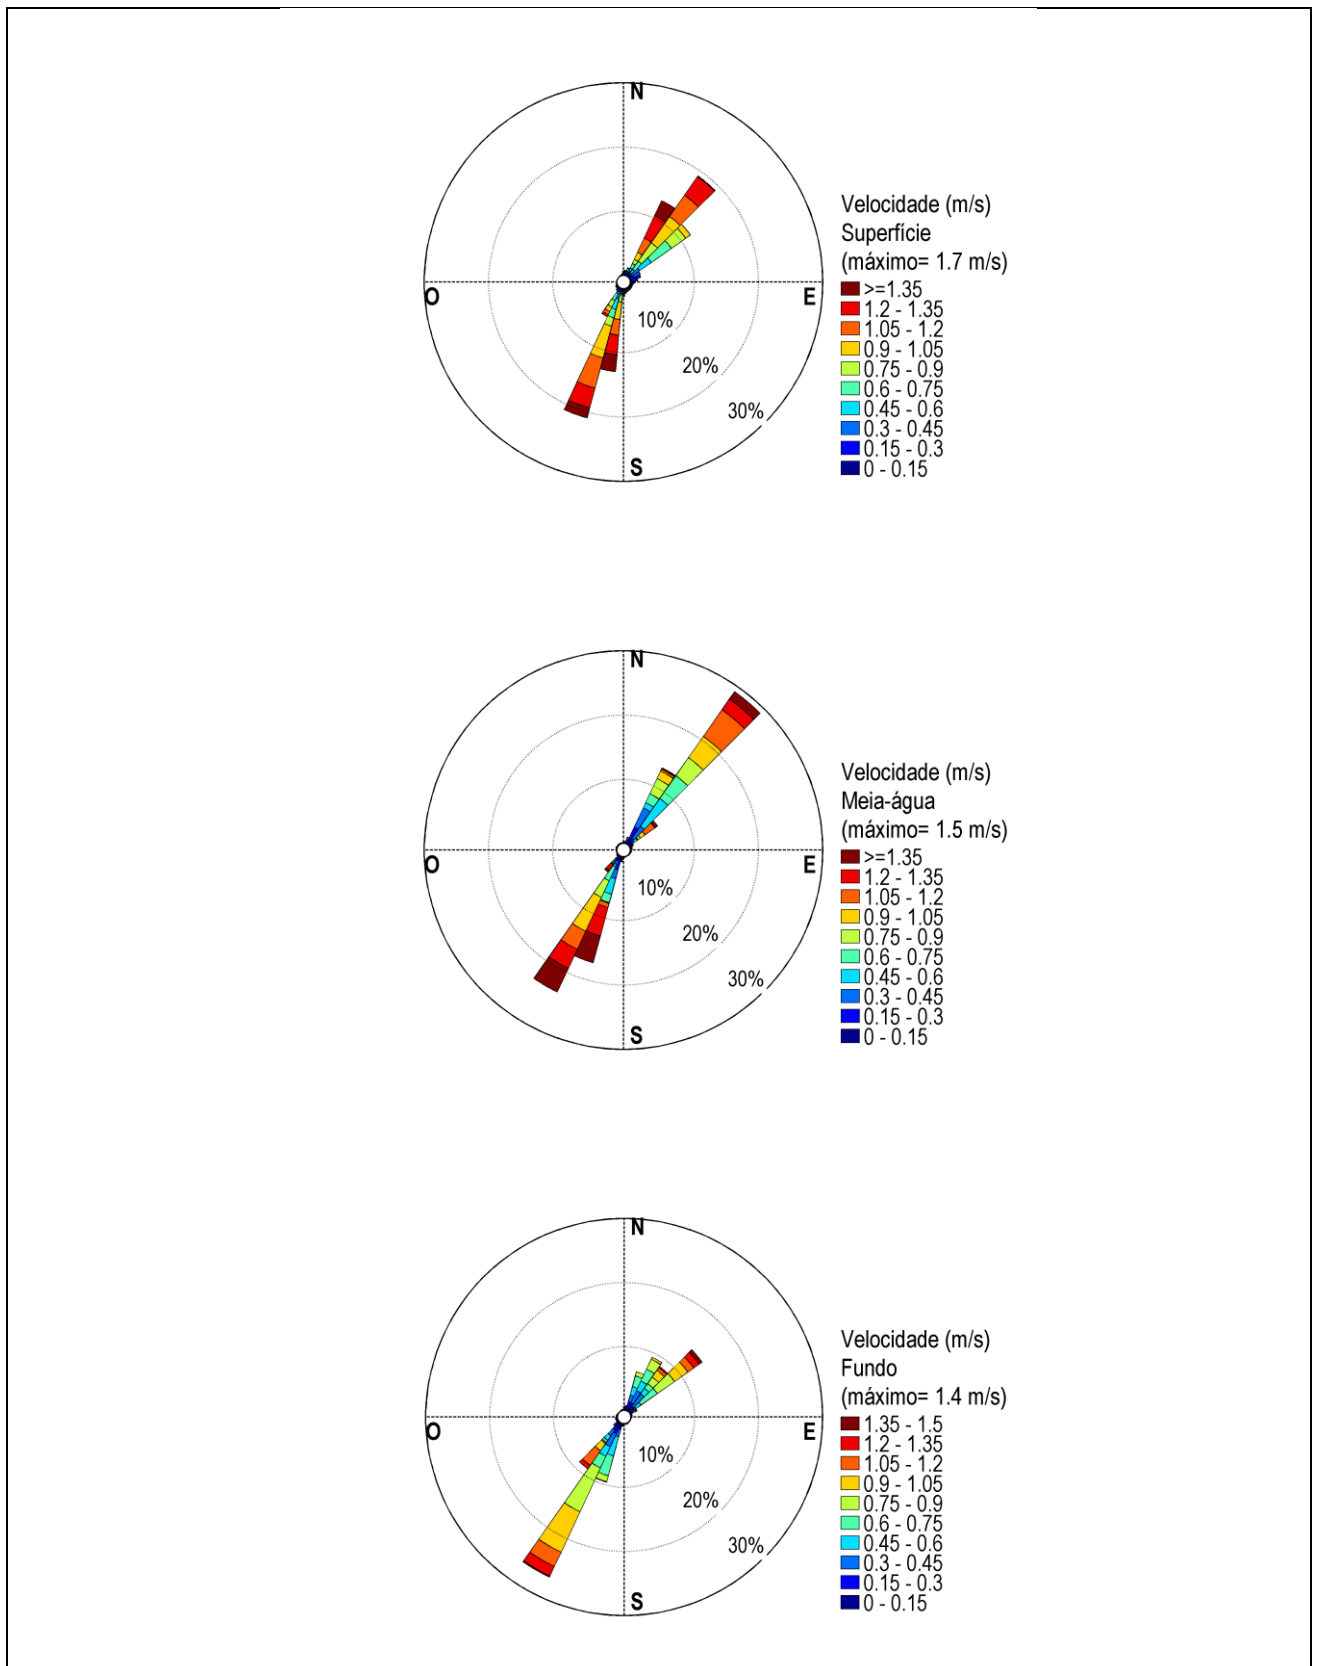 N
O
E
S
10%
20%
30%
Velocidade (m/s)
Superfície
(máximo= 1.7 m/s)
>=1.35
1.2 - 1.35
1.05 - 1.2
0.9 - 1.05
0.75 - 0.9
0.6 - 0.75
0.45 - 0.6
0.3 - 0.45
0.15 - 0.3
0 - 0.15
N
O
E
S
10%
20%
30%
Velocidade (m/s)
Meia-água
(máximo= 1.5 m/s)
>=1.35
1.2 - 1.35
1.05 - 1.2
0.9 - 1.05
0.75 - 0.9
0.6 - 0.75
0.45 - 0.6
0.3 - 0.45
0.15 - 0.3
0 - 0.15
N
O
E
S
10%
20%
30%
Velocidade (m/s)
Fundo
(máximo= 1.4 m/s)
1.35 - 1.5
1.2 - 1.35
1.05 - 1.2
0.9 - 1.05
0.75 - 0.9
0.6 - 0.75
0.45 - 0.6
0.3 - 0.45
0.15 - 0.3
0 - 0.15